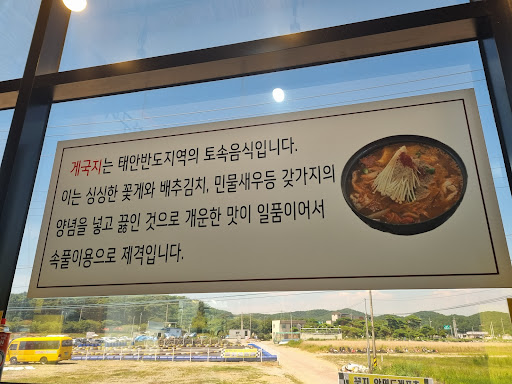 게국지는 태안반도지역의 토속음식입니다.
이는 싱싱한 꽃게와 배추김치, 민물새우등 갖가지의
양념을 넣고 끓인 것으로 개운한 맛이 일품이어서
속풀이용으로 제격입니다.